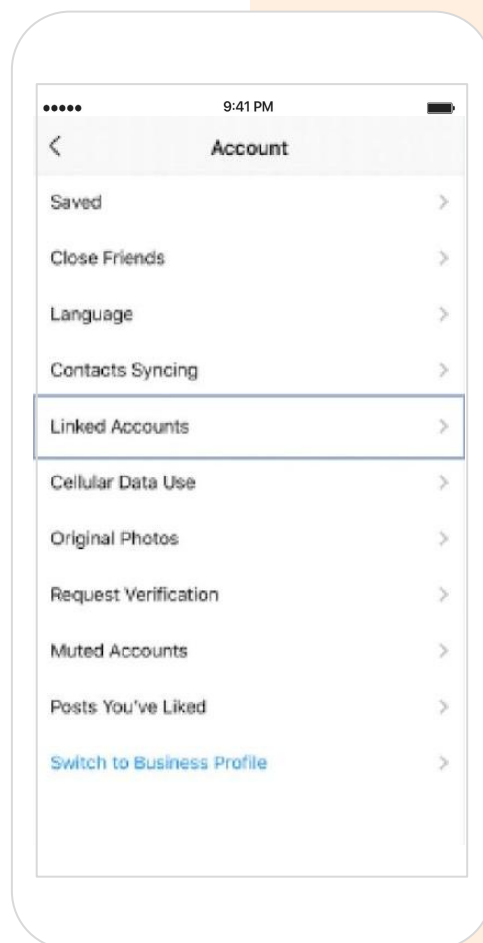 9:41 PM
Account
Saved
Close Friends
Language
Contacts Syncing
Linked Accounts
Cellular Data Use
Original Photos
Request Verification
Muted Accounts
Posts You've Liked
Switch to Business Profile